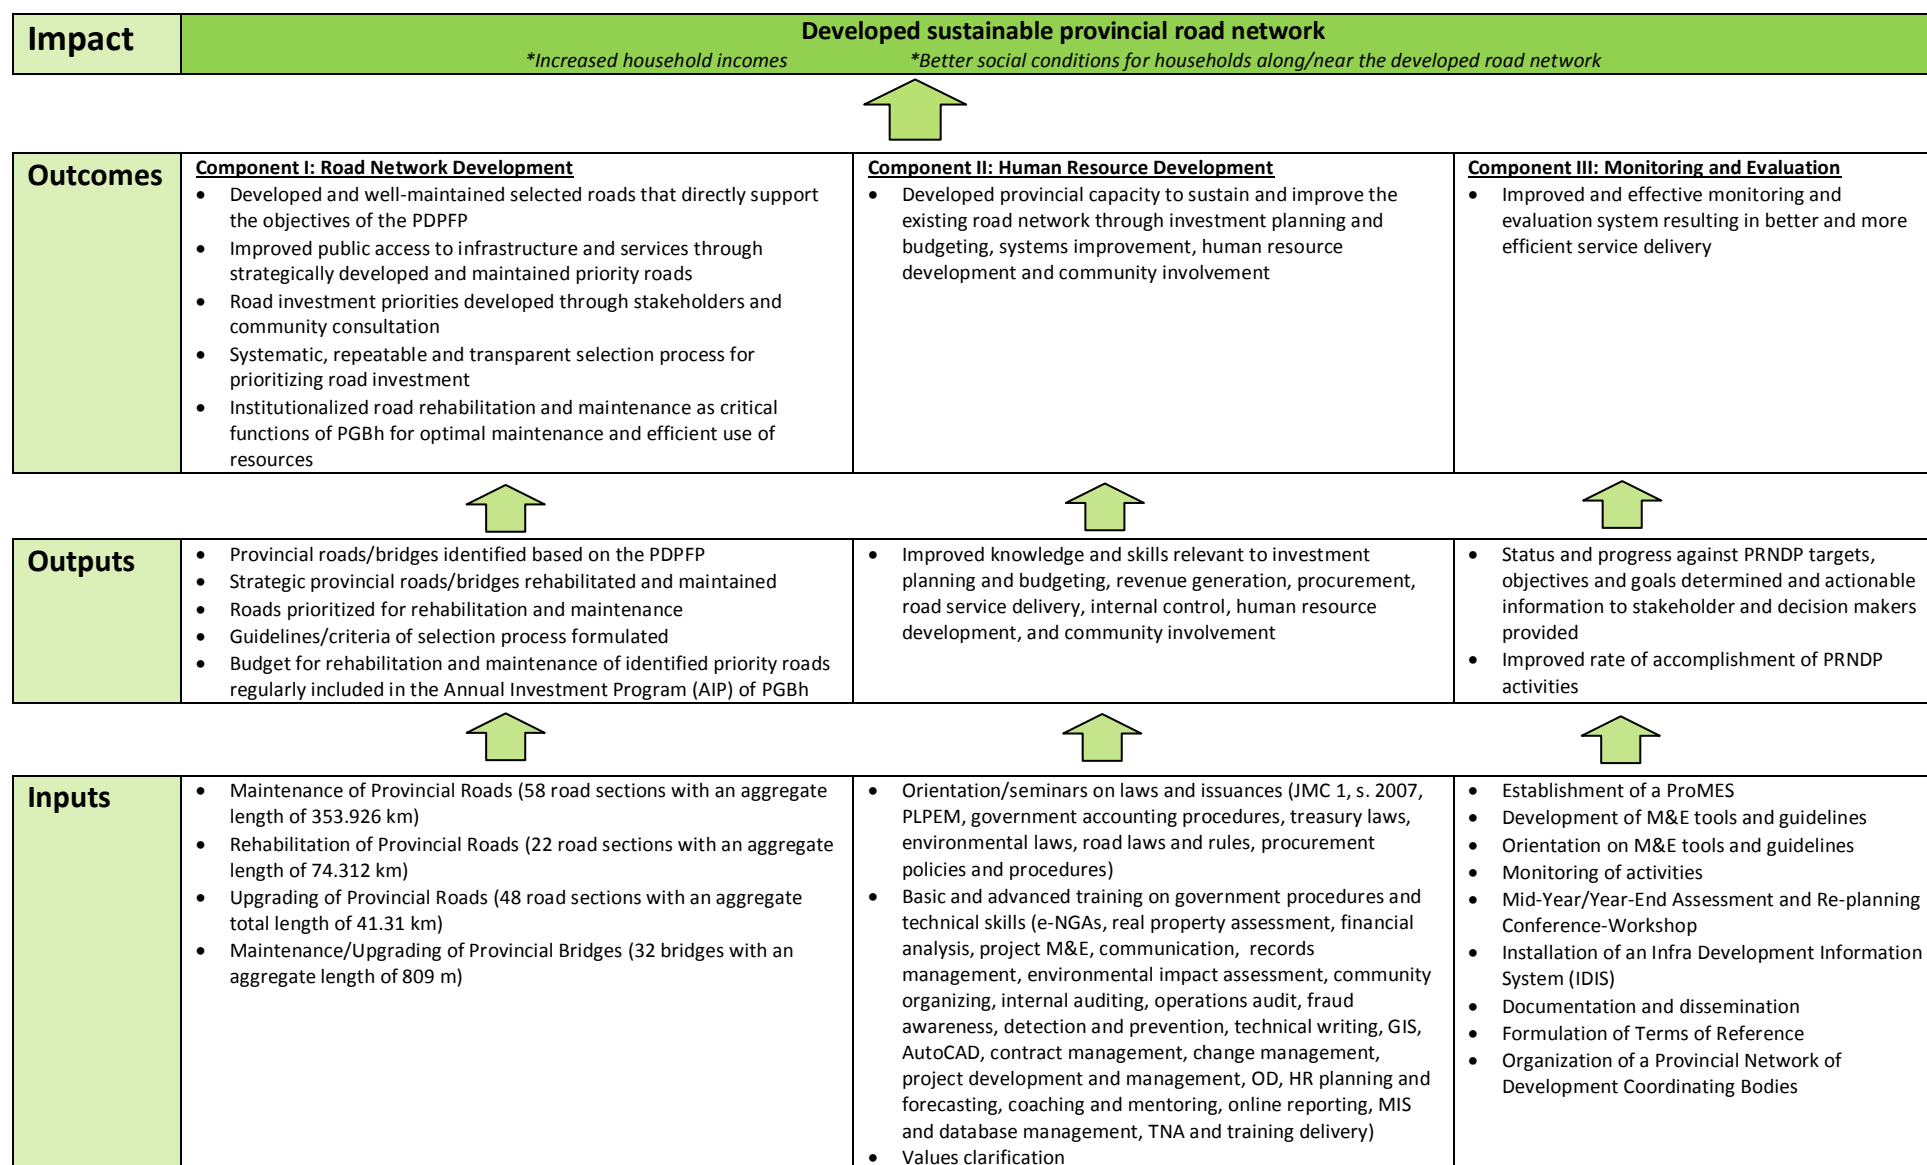 Impact
Developed sustainable provincial road network
*Increased household incomes *Better social conditions for households along/near the developed road network
Outcomes
Component I: Road Network Development
• Developed and well-maintained selected roads that directly support
the objectives of the PDPFP
• Improved public access to infrastructure and services through
strategically developed and maintained priority roads
• Road investment priorities developed through stakeholders and
community consultation
• Systematic, repeatable and transparent selection process for
prioritizing road investment
• Institutionalized road rehabilitation and maintenance as critical
functions of PGBh for optimal maintenance and efficient use of
resources
Component II: Human Resource Development
• Developed provincial capacity to sustain and improve the
existing road network through investment planning and
budgeting, systems improvement, human resource
development and community involvement
Component III: Monitoring and Evaluation
• Improved and effective monitoring and
evaluation system resulting in better and more
efficient service delivery
Outputs
• Provincial roads/bridges identified based on the PDPFP
• Strategic provincial roads/bridges rehabilitated and maintained
• Roads prioritized for rehabilitation and maintenance
• Guidelines/criteria of selection process formulated
• Budget for rehabilitation and maintenance of identified priority roads
regularly included in the Annual Investment Program (AIP) of PGBh
• Improved knowledge and skills relevant to investment
planning and budgeting, revenue generation, procurement,
road service delivery, internal control, human resource
development, and community involvement
• Status and progress against PRNDP targets,
objectives and goals determined and actionable
information to stakeholder and decision makers
provided
• Improved rate of accomplishment of PRNDP
activities
Inputs
• Maintenance of Provincial Roads (58 road sections with an aggregate
length of 353.926 km)
• Rehabilitation of Provincial Roads (22 road sections with an aggregate
length of 74.312 km)
• Upgrading of Provincial Roads (48 road sections with an aggregate
total length of 41.31 km)
• Maintenance/Upgrading of Provincial Bridges (32 bridges with an
aggregate length of 809 m)
• Orientation/seminars on laws and issuances (JMC 1, s. 2007,
PLPEM, government accounting procedures, treasury laws,
environmental laws, road laws and rules, procurement
policies and procedures)
• Basic and advanced training on government procedures and
technical skills (e-NGAs, real property assessment, financial
analysis, project M&E, communication, records
management, environmental impact assessment, community
organizing, internal auditing, operations audit, fraud
awareness, detection and prevention, technical writing, GIS,
AutoCAD, contract management, change management,
project development and management, OD, HR planning and
forecasting, coaching and mentoring, online reporting, MIS
and database management, TNA and training delivery)
• Values clarification
• Establishment of a ProMES
• Development of M&E tools and guidelines
• Orientation on M&E tools and guidelines
• Monitoring of activities
• Mid-Year/Year-End Assessment and Re-planning
Conference-Workshop
• Installation of an Infra Development Information
System (IDIS)
• Documentation and dissemination
• Formulation of Terms of Reference
• Organization of a Provincial Network of
Development Coordinating Bodies